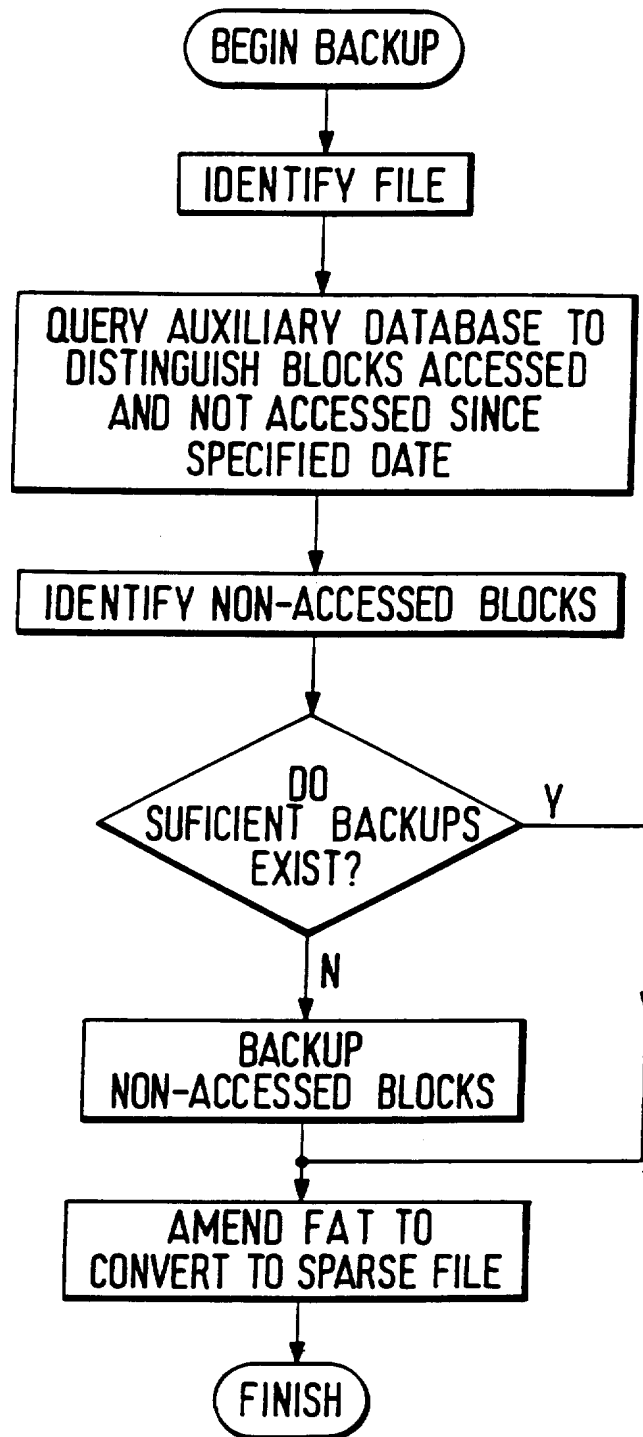 BEGIN BACKUP
IDENTIFY FILE
QUERY AUXILIARY DATABASE TO
DISTINGUISH BLOCKS ACCESSED
AND NOT ACCESSED SINCE
SPECIFIED DATE
IDENTIFY NON-ACCESSED BLOCKS
DO
SUFICIENT BACKUPS
EXIST?
Y
N
BACKUP
NON-ACCESSED BLOCKS
AMEND FAT TO
CONVERT TO SPARSE FILE
FINISH